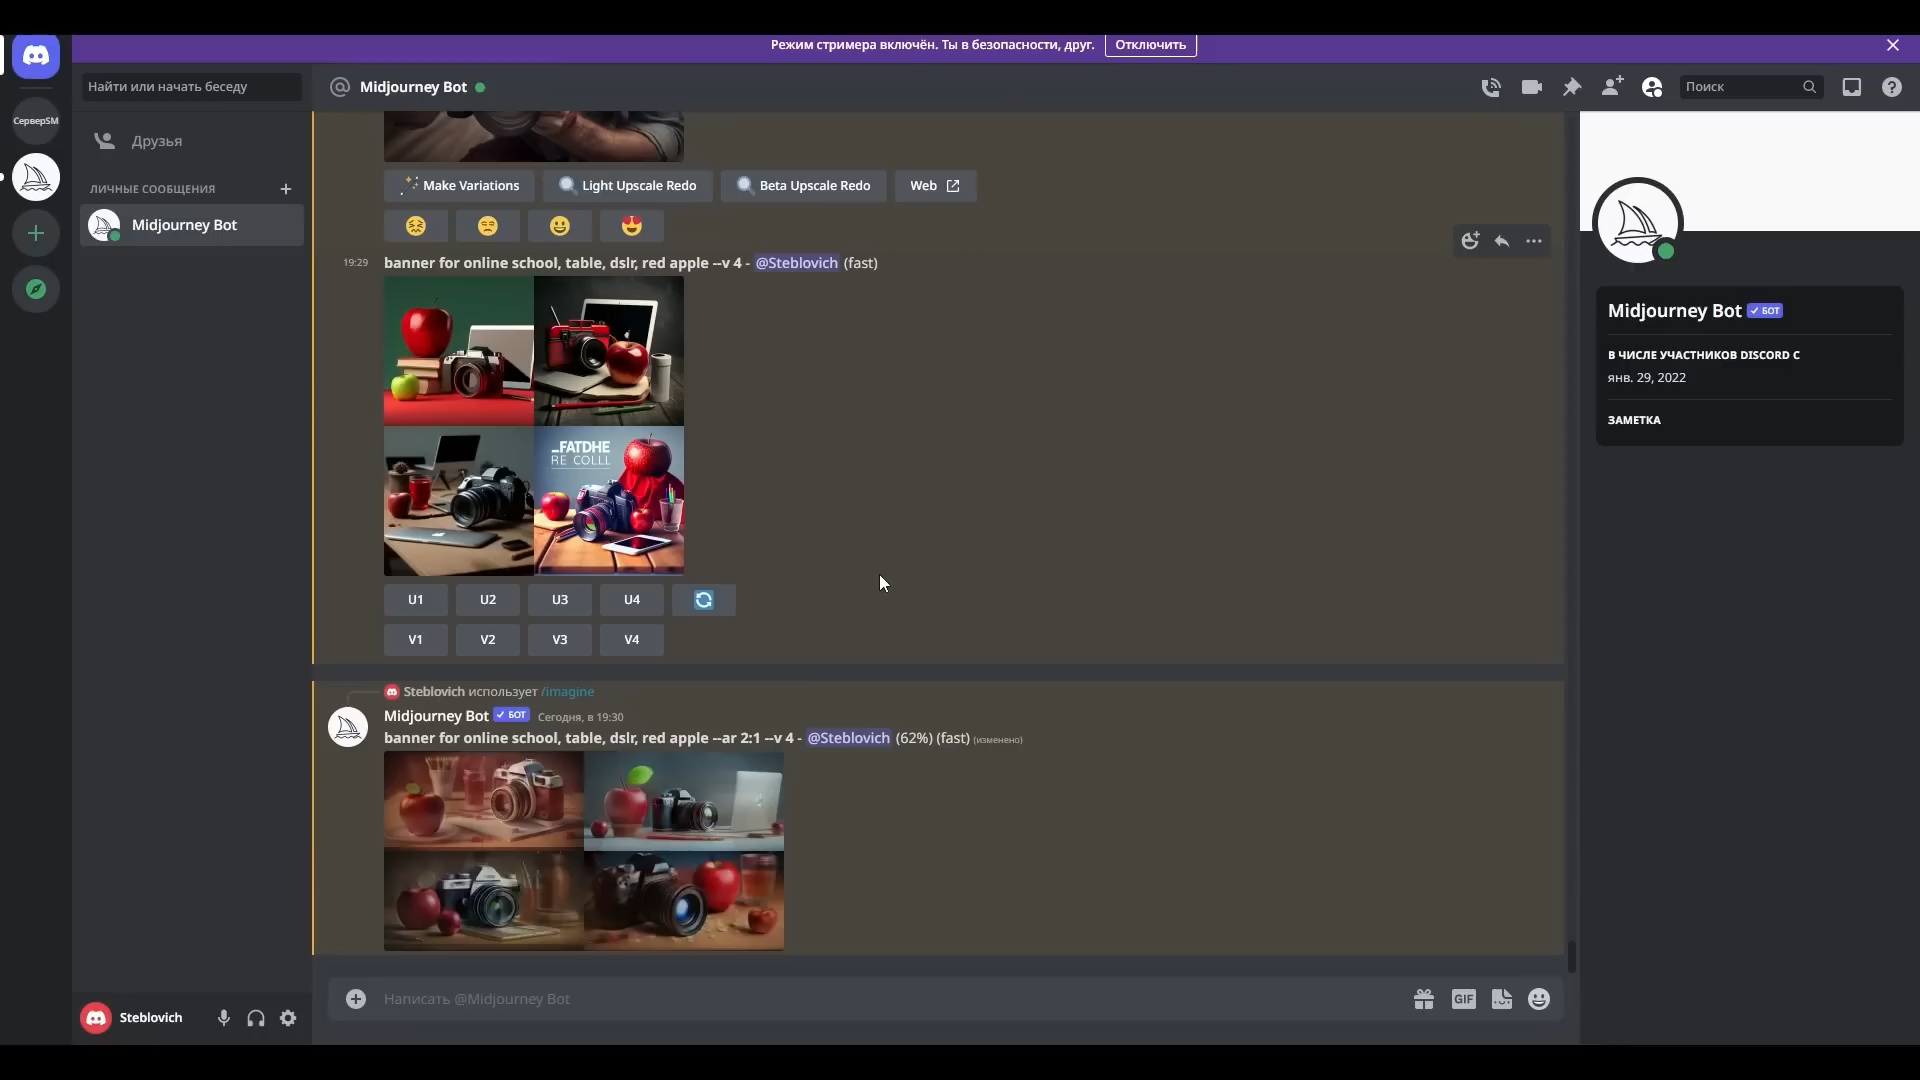 Режим стримера включён. Ты в безопасности, друг. Отключить
Найти или начать беседу
Midjourney Bot
Поиск
СерверSM
Друзья
ЛИЧНЫЕ СООБЩЕНИЯ
Midjourney Bot
Make Variations Light Upscale Redo Beta Upscale Redo Web
19:29 banner for online school, table, dslr, red apple --v 4 - @Steblovich (fast)
_FATDHE
RE COLLL
U1 U2 U3 U4
V1 V2 V3 V4
Steblovich использует /imagine
Midjourney Bot БОТ Сегодня, в 19:30
banner for online school, table, dslr, red apple --ar 2:1 --v 4 - @Steblovich (62%) (fast) (изменено)
Написать @Midjourney Bot
GIF
Steblovich
Midjourney Bot БОТ
В ЧИСЛЕ УЧАСТНИКОВ DISCORD С
янв. 29, 2022
ЗАМЕТКА